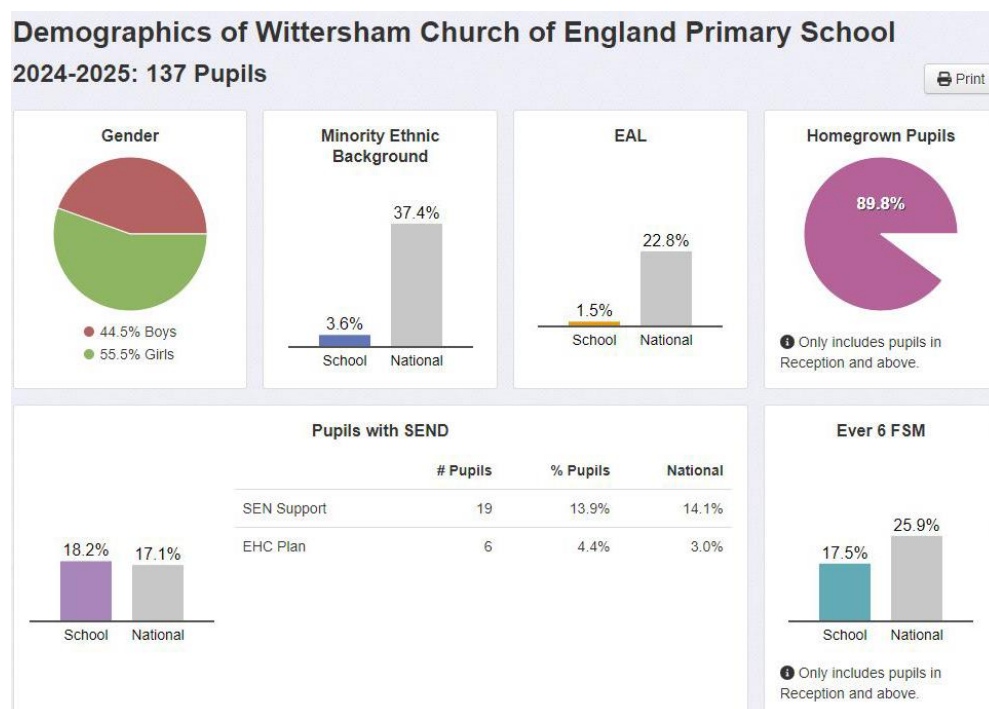 Demographics of Wittersham Church of England Primary School
2024-2025: 137 Pupils
Print
Gender
44.5% Boys
55.5% Girls
Minority Ethnic
Background
37.4%
3.6%
School National
EAL
22.8%
1.5%
School National
Homegrown Pupils
89.8%
Only includes pupils in
Reception and above.
Pupils with SEND
18.2% 17.1%
School National
# Pupils % Pupils National
SEN Support 19 13.9% 14.1%
EHC Plan 6 4.4% 3.0%
Ever 6 FSM
25.9%
17.5%
School National
Only includes pupils in
Reception and above.